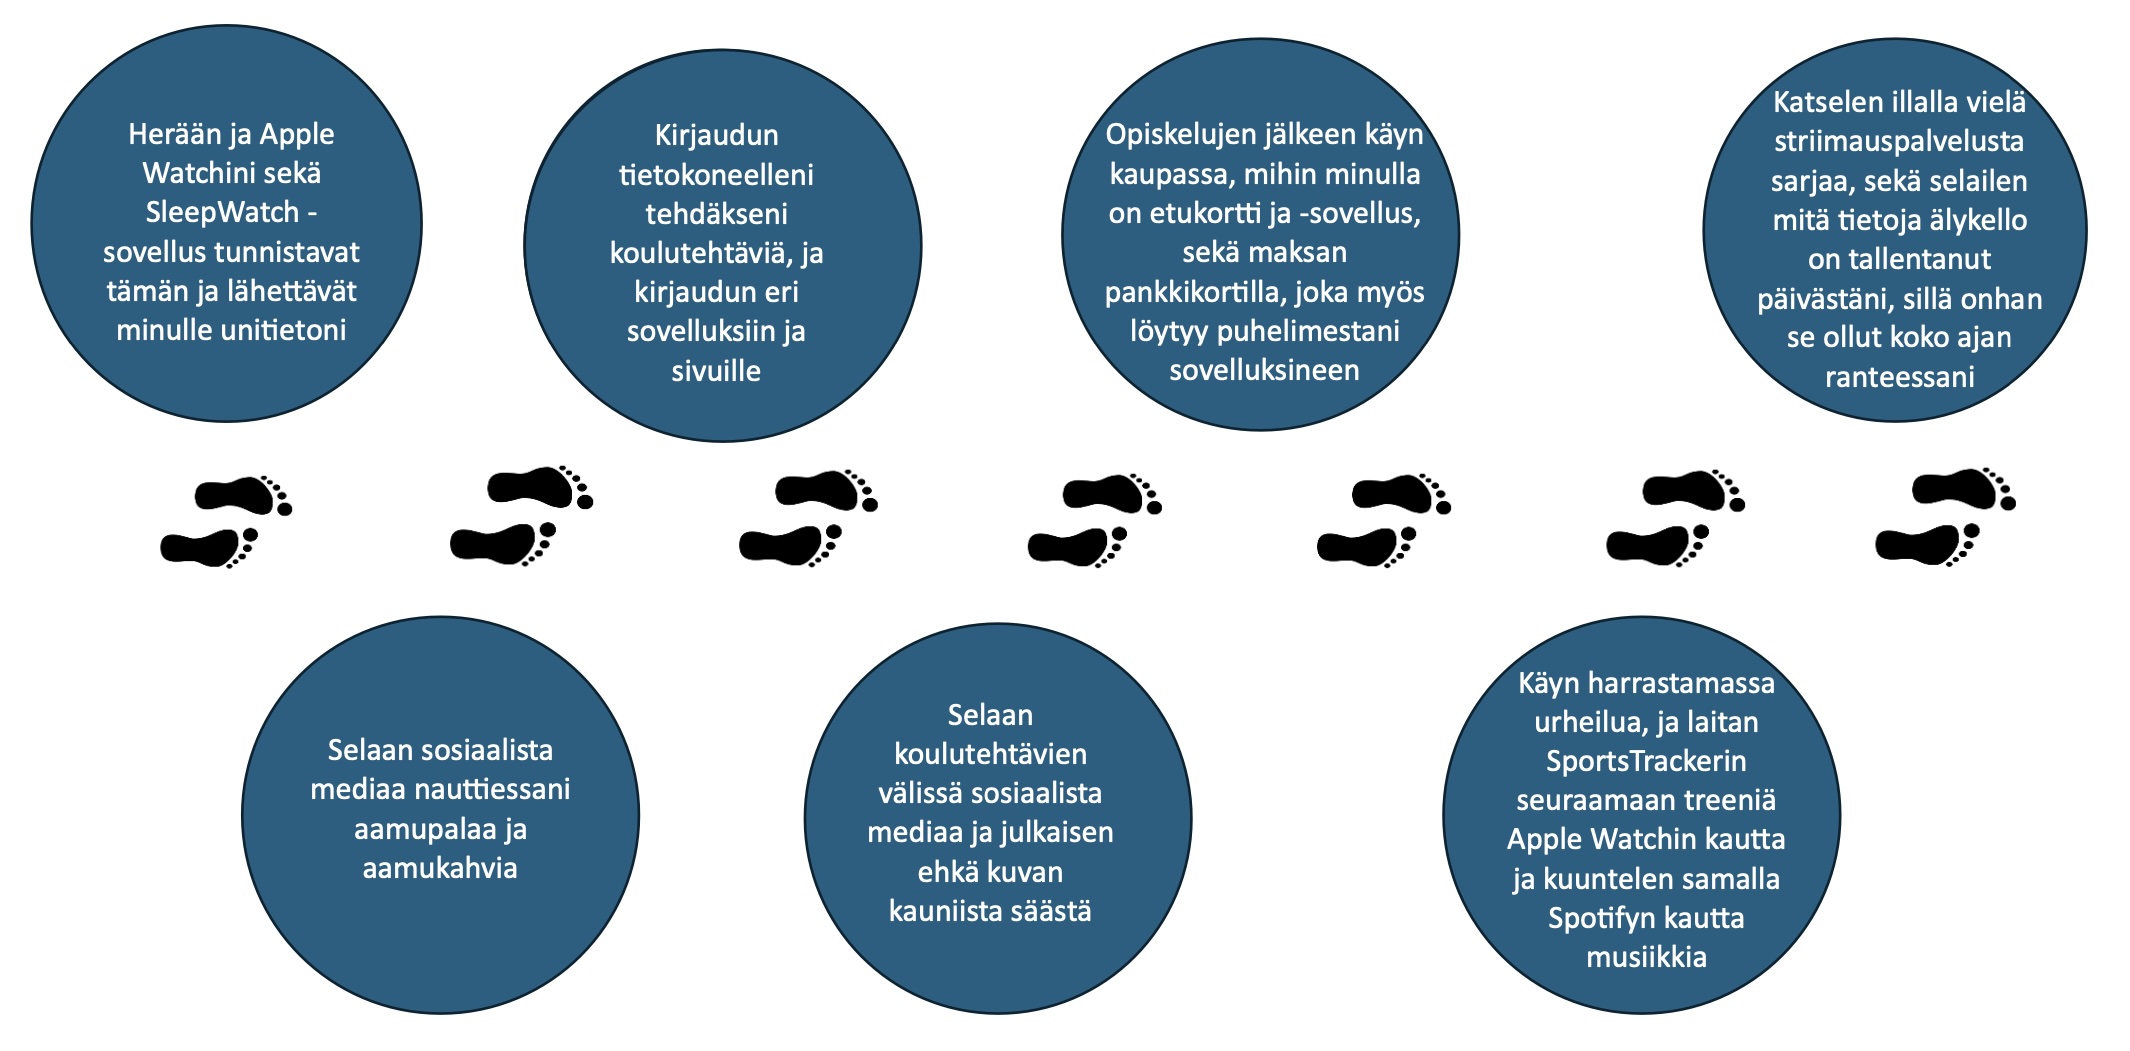 Herään ja Apple
Watchini sekä
SleepWatch -
sovellus tunnistavat
tämän ja lähettävät
minulle unitietoni
Selaan sosiaalista
mediaa nauttiessani
aamupalaa ja
aamukahvia
Kirjaudun
tietokoneelleni
tehdäkseni
koulutehtäviä, ja
kirjaudun eri
sovelluksiin ja
sivuille
Selaan
koulutehtävien
välissä sosiaalista
mediaa ja julkaisen
ehkä kuvan
kauniista säästä
Opiskelujen jälkeen käyn
kaupassa, mihin minulla
on etukortti ja -sovellus,
sekä maksan
pankkikortilla, joka myös
löytyy puhelimestani
sovelluksineen
Käyn harrastamassa
urheilua, ja laitan
SportsTrackerin
seuraamaan treeniä
Apple Watchin kautta
ja kuuntelen samalla
Spotifyn kautta
musiikkia
Katselen illalla vielä
striimauspalvelusta
sarjaa, sekä selailen
mitä tietoja älykello
on tallentanut
päivästäni, sillä onhan
se ollut koko ajan
ranteessani